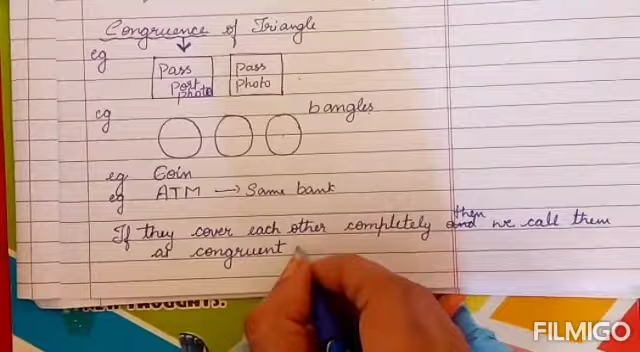 Congruence of Triangle
eg
Pass Port Photo
Pass Photo
eg
bangles
eg Coin
eg ATM → Same bank
If they cover each other completely then we call them
as congruent
FILMIGO